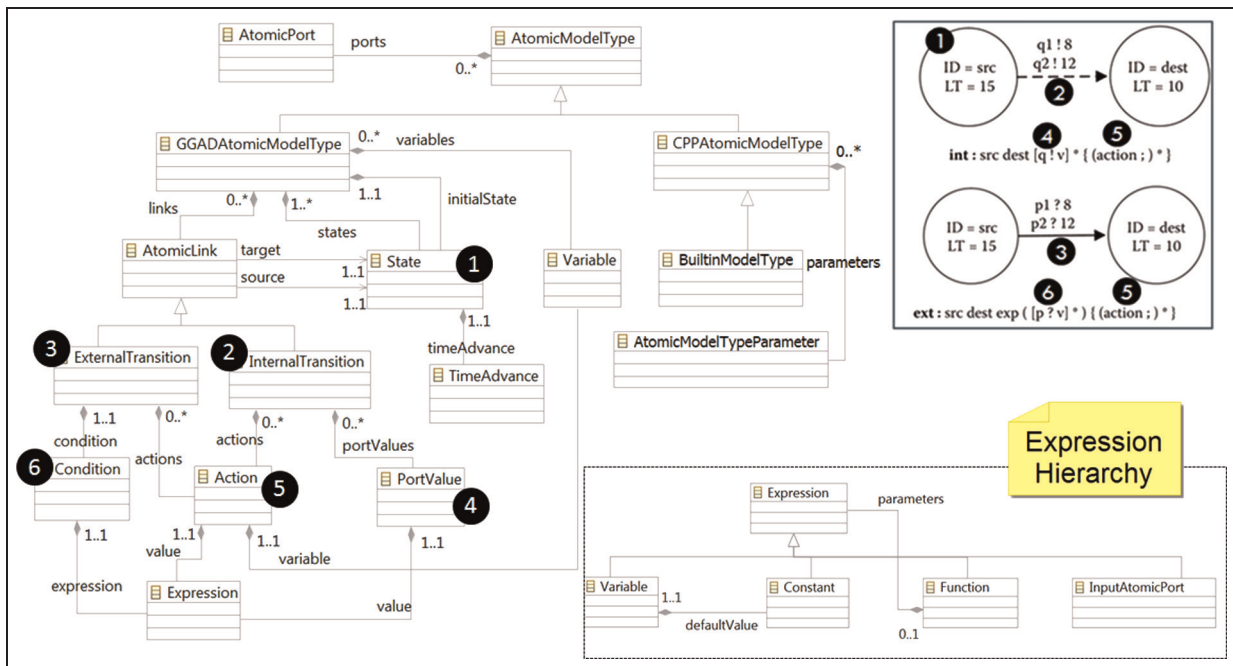 AtomicPort
ports
0..*
AtomicModelType
GGADAtomicModelType
0..*
variables
1..1
initialState
CPPAtomicModelType
0..*
links
0..*
1..*
states
AtomicLink
target
1..1
source
1..1
State
1
1..1
timeAdvance
TimeAdvance
Variable
BuiltinModelType
parameters
AtomicModelTypeParameter
3
ExternalTransition
2
InternalTransition
1..1
condition
0..*
actions
0..*
actions
0..*
portValues
6
Condition
1..1
Action
5
1..1
value
1..1
variable
PortValue
4
1..1
expression
Expression
value
1
ID = src
LT = 15
q1 ! 8
q2 ! 12
2
ID = dest
LT = 10
4
5
int : src dest [q ! v] * { (action ; ) * }
ID = src
LT = 15
p1 ? 8
p2 ? 12
3
ID = dest
LT = 10
6
5
ext : src dest exp ( [p ? v] * ) { (action ; ) * }
Expression
Hierarchy
Expression
parameters
Variable
1..1
defaultValue
Constant
Function
0..1
InputAtomicPort